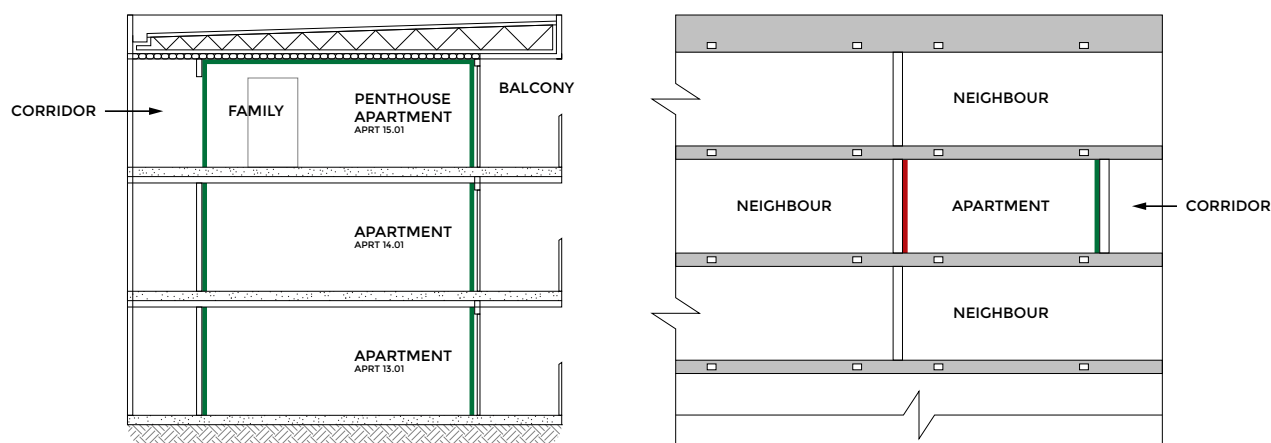 CORRIDOR
FAMILY
PENTHOUSE
APARTMENT
APRT 15.01
BALCONY
APARTMENT
APRT 14.01
APARTMENT
APRT 13.01
NEIGHBOUR
NEIGHBOUR
APARTMENT
CORRIDOR
NEIGHBOUR